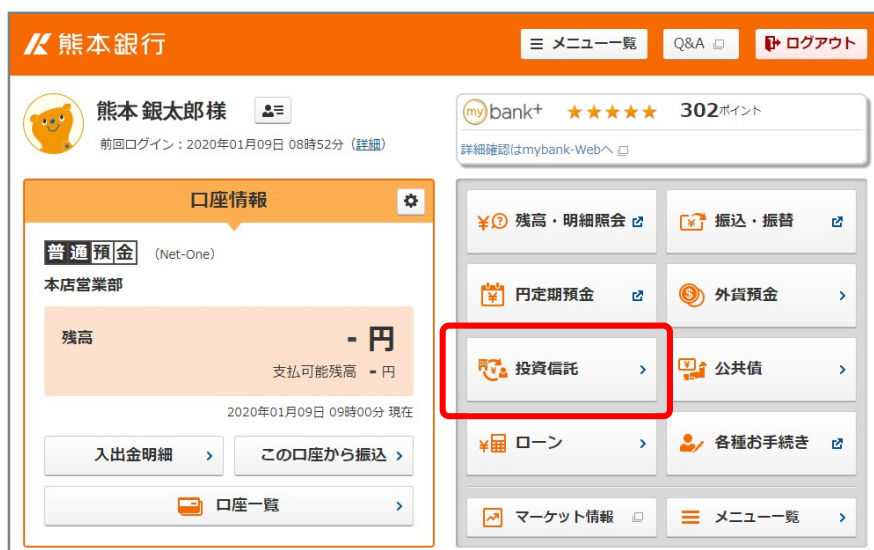 熊本銀行
メニュー一覧
Q&A
ログアウト
熊本 銀太郎 様
前回ログイン：2020年01月09日 08時52分（詳細）
my bank+ ★★★★★ 302ポイント
詳細確認はmybank-Webへ
口座情報
普通預金 （Net-One）
本店営業部
残高 - 円
支払可能残高 - 円
2020年01月09日 09時00分 現在
入出金明細
この口座から振込
口座一覧
残高・明細照会
振込・振替
円定期預金
外貨預金
投資信託
公共債
ローン
各種お手続き
マーケット情報
メニュー一覧